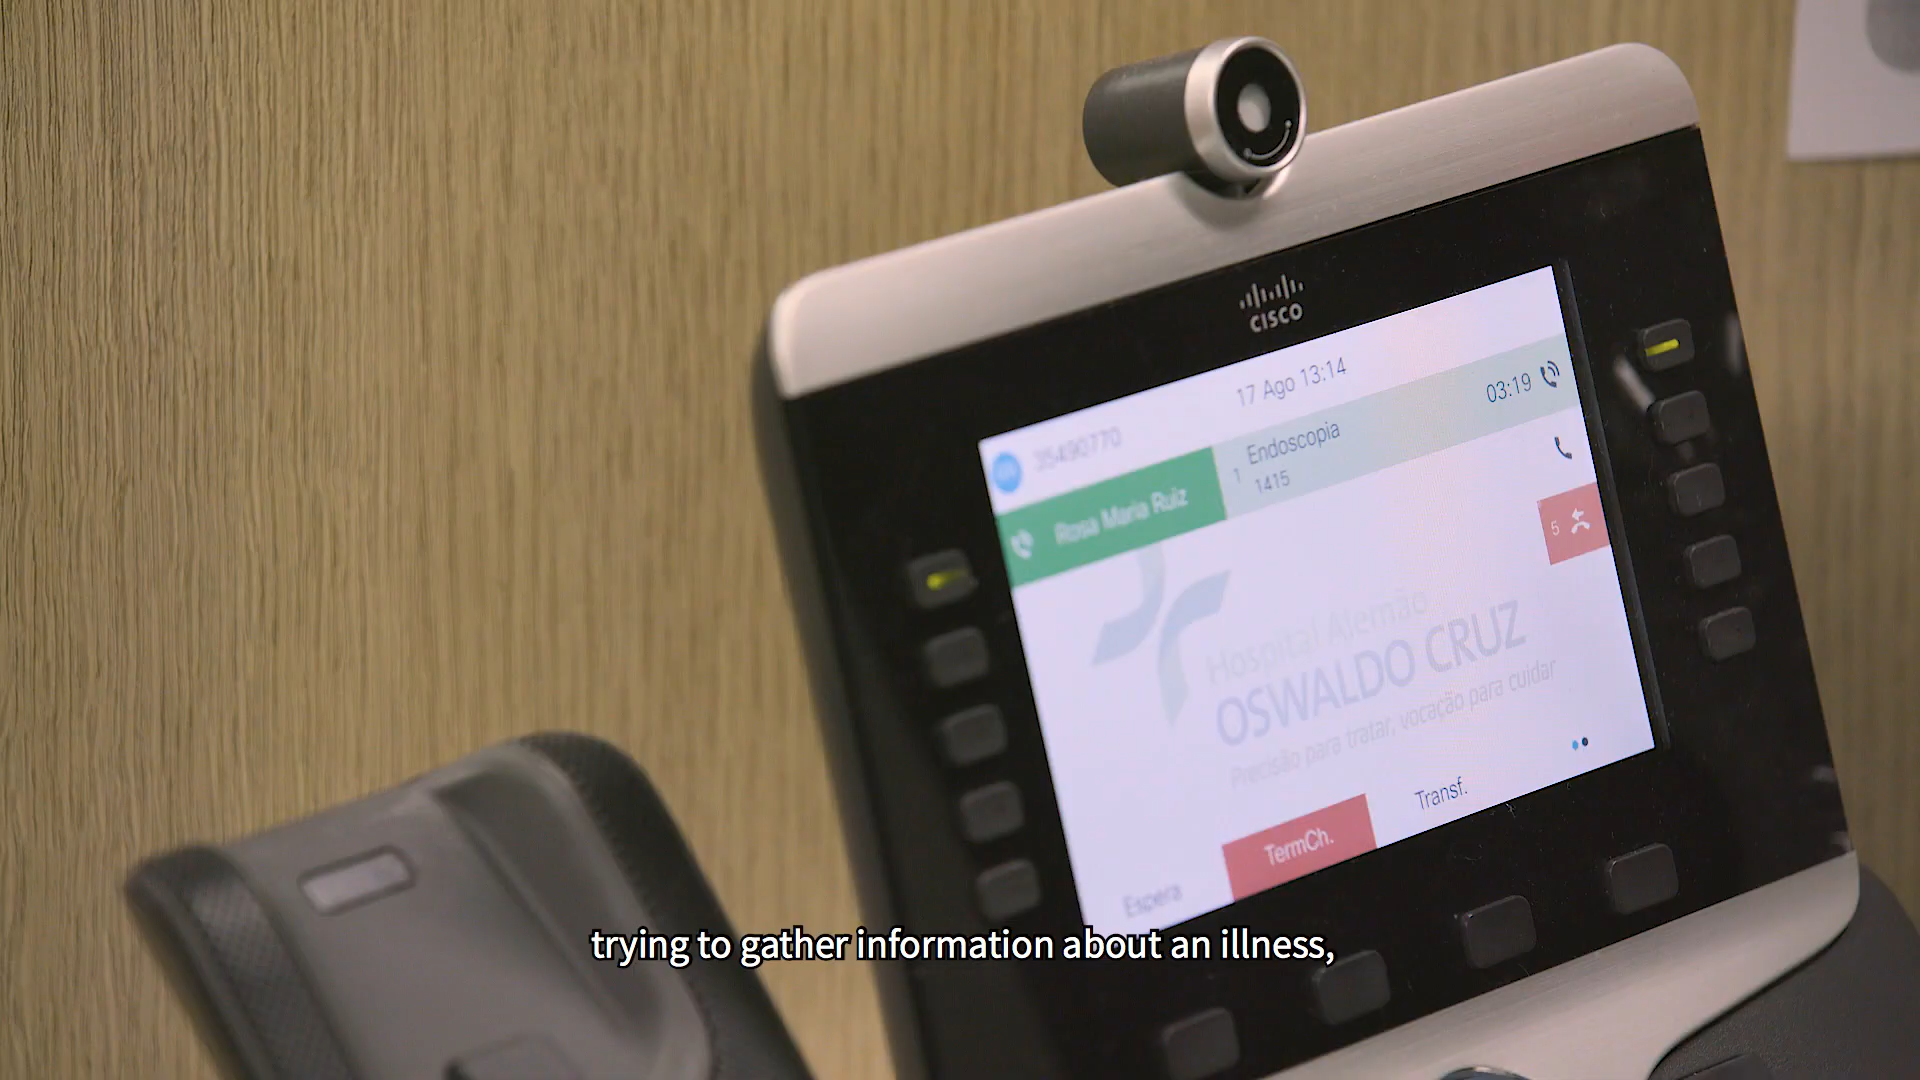 CISCO
17 Ago 13:14
35490770
Rosa Maria Ruiz
1 Endoscopia
1415
03:19
5
Hospital Alemão
OSWALDO CRUZ
Precisão para tratar, vocação para cuidar
Espera
TermCh.
Transf.
trying to gather information about an illness,